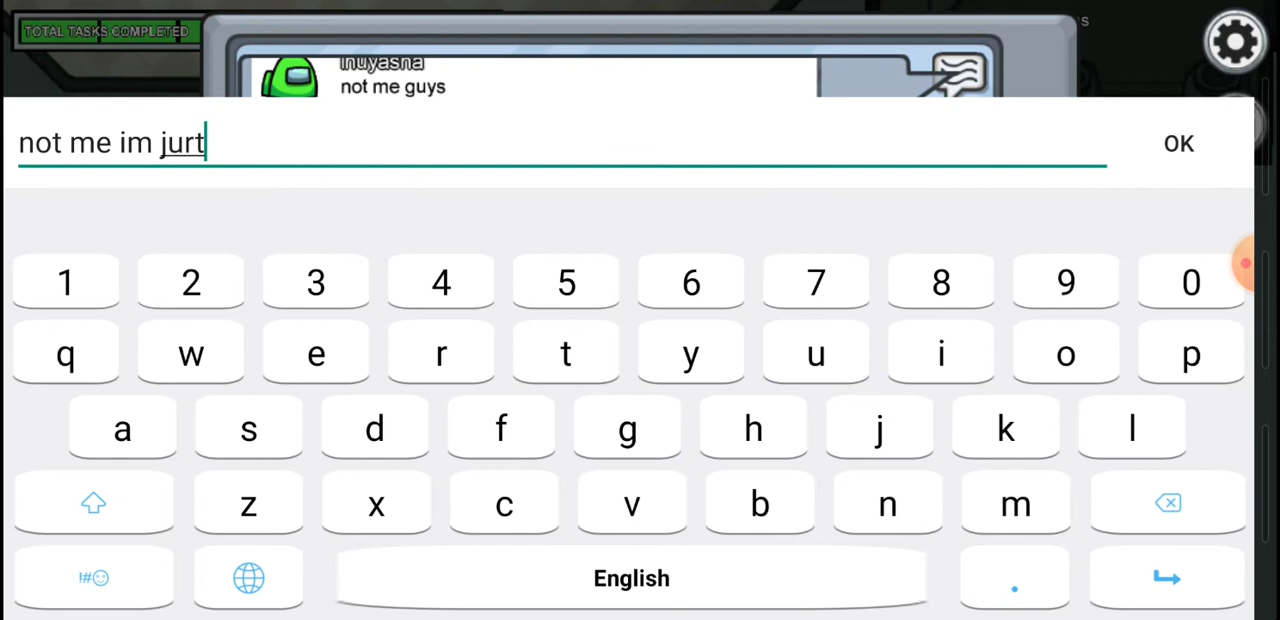 TOTAL TASKS COMPLETED
s
inuyasha
not me guys
not me im jurt
OK
1 2 3 4 5 6 7 8 9 0
q w e r t y u i o p
a s d f g h j k l
z x c v b n m
!#☺ English .